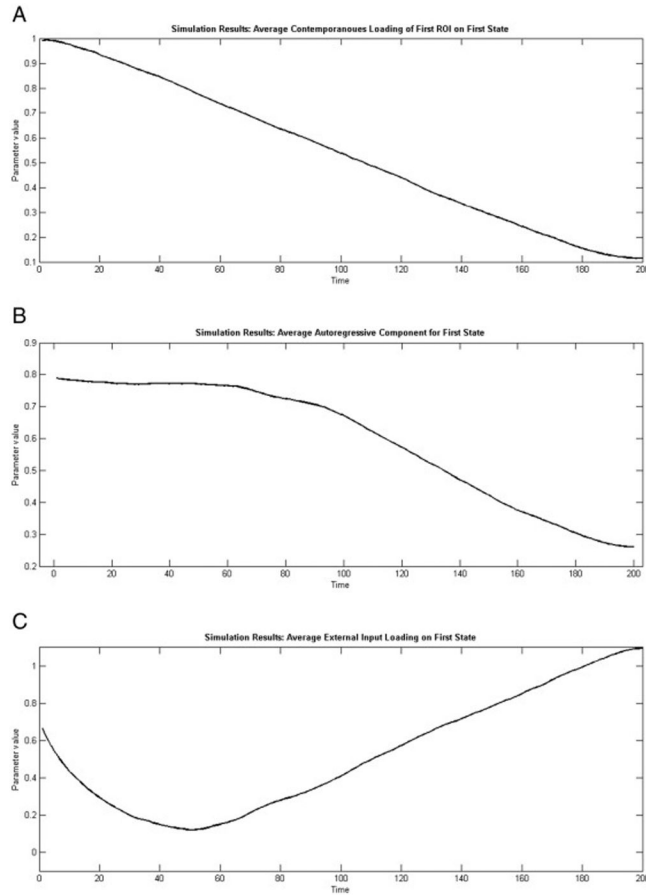 A
Simulation Results: Average Contemporanoues Loading of First ROI on First State
1
0.9
0.8
0.7
0.6
0.5
0.4
0.3
0.2
0.1
Parameter value
0 20 40 60 80 100 120 140 160 180 200
Time
B
Simulation Results: Average Autoregressive Component for First State
0.9
0.8
0.7
0.6
0.5
0.4
0.3
0.2
Parameter value
0 20 40 60 80 100 120 140 160 180 200
Time
C
Simulation Results: Average External Input Loading on First State
1
0.8
0.6
0.4
0.2
0
Parameter value
0 20 40 60 80 100 120 140 160 180 200
Time